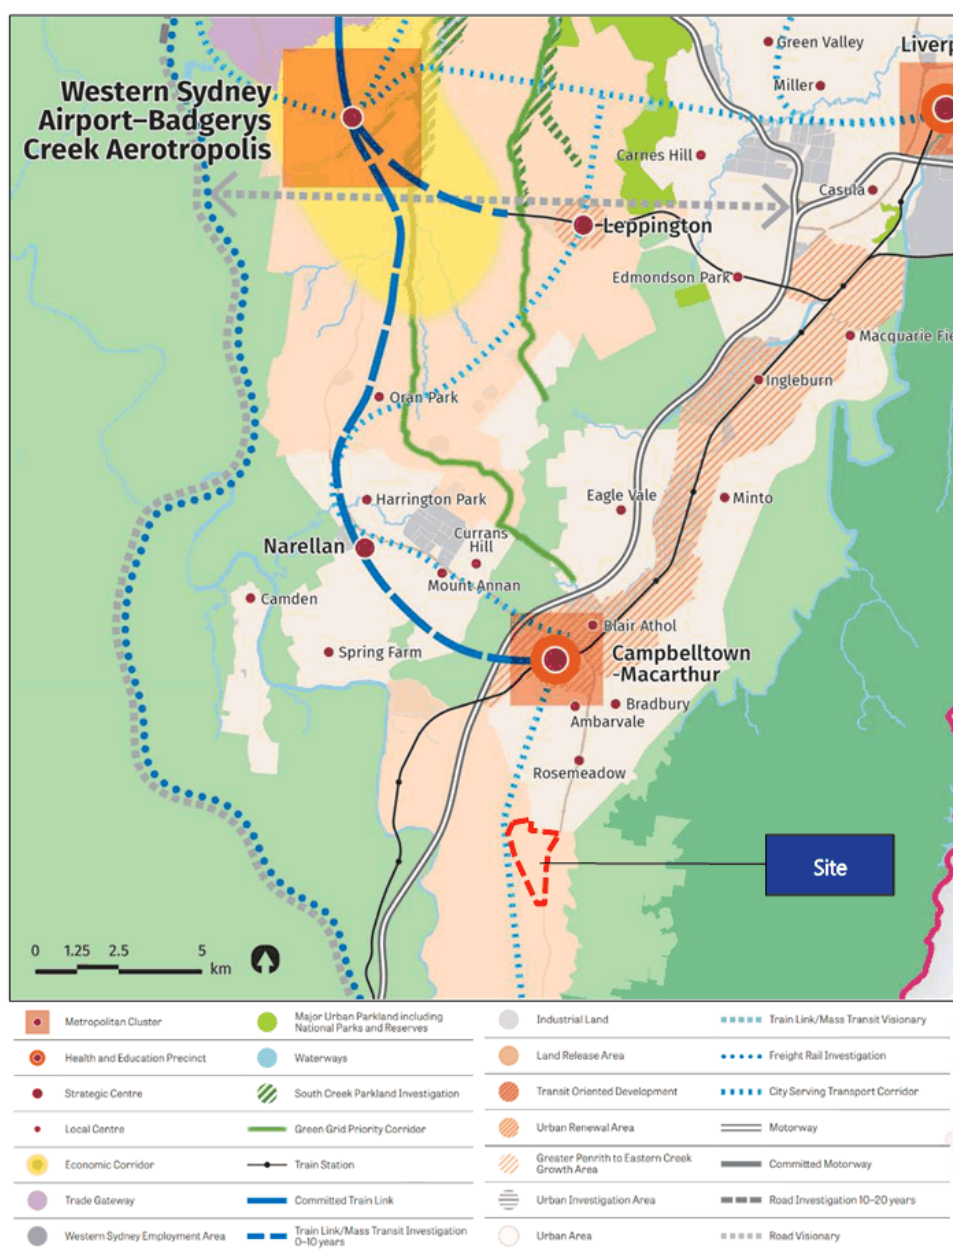 Green Valley
Liverp
Miller
Western Sydney
Airport–Badgerys
Creek Aerotropolis
Carnes Hill
Casula
Leppington
Edmondson Park
Macquarie Fie
Ingleburn
Oran Park
Eagle Vale
Minto
Harrington Park
Currans
Hill
Narellan
Mount Annan
Camden
Blair Athol
Spring Farm
Campbelltown
-Macarthur
Bradbury
Ambarvale
Rosemeadow
Site
0 1.25 2.5 5
km
Metropolitan Cluster
Health and Education Precinct
Strategic Centre
Local Centre
Economic Corridor
Trade Gateway
Western Sydney Employment Area
Major Urban Parkland including
National Parks and Reserves
Waterways
South Creek Parkland Investigation
Green Grid Priority Corridor
Train Station
Committed Train Link
Train Link/Mass Transit Investigation
0-10 years
Industrial Land
Land Release Area
Transit Oriented Development
Urban Renewal Area
Greater Penrith to Eastern Creek
Growth Area
Urban Investigation Area
Urban Area
Train Link/Mass Transit Visionary
Freight Rail Investigation
City Serving Transport Corridor
Motorway
Committed Motorway
Road Investigation 10-20 years
Road Visionary